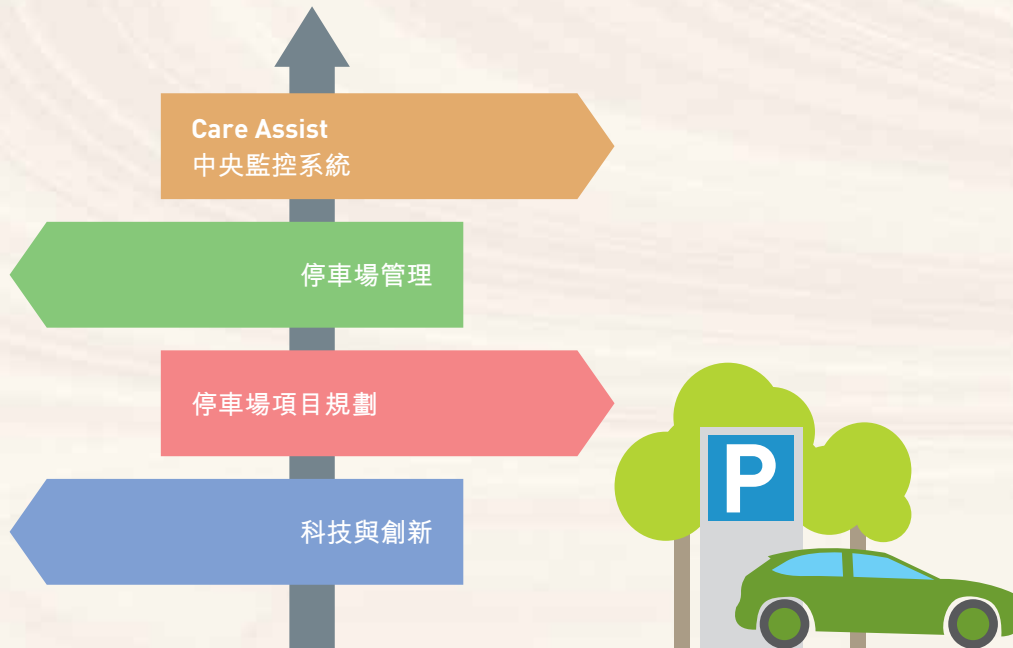 Care Assist
中央監控系統
停車場管理
停車場項目規劃
科技與創新
P